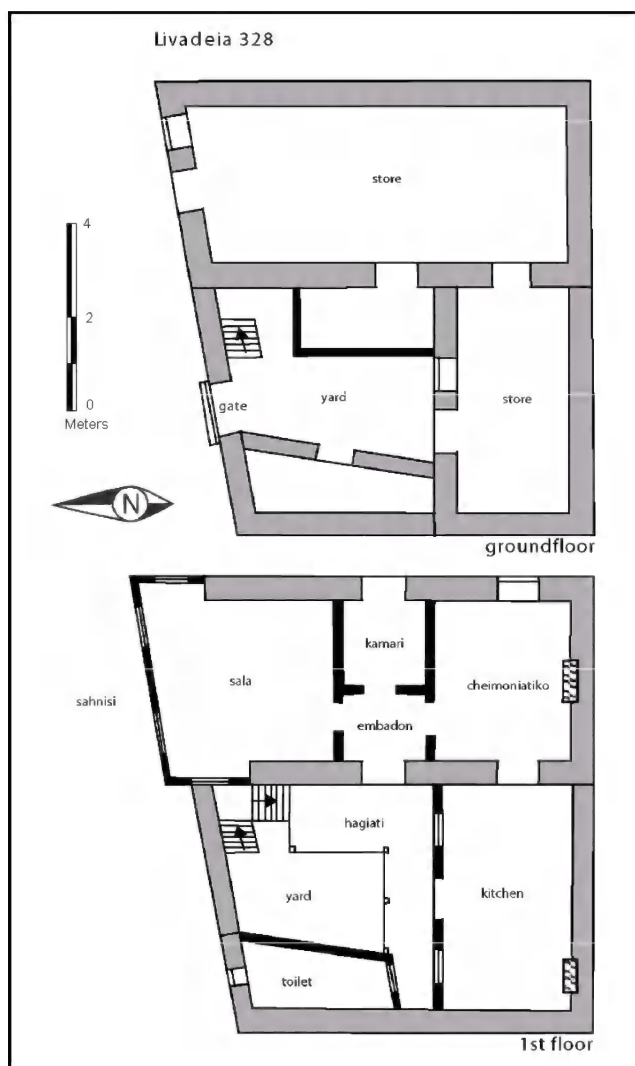 Livadeia 328
store
4
2
0
Meters
gate
yard
store
N
groundfloor
kamari
sala
cheimoniatiko
sahnisi
embadon
hagiati
yard
kitchen
toilet
1st floor